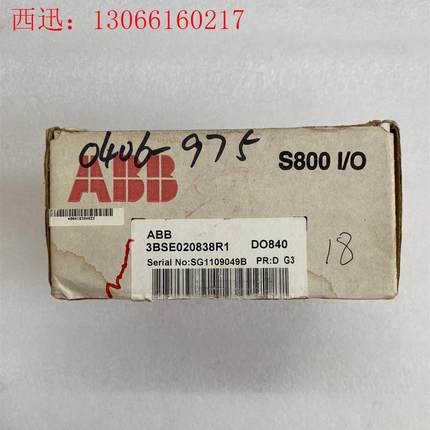 西迅：13066160217
0406-975
ABB
S800 I/O
ABB
3BSE020838R1 DO840
Serial No:SG1109049B PR:D G3
18